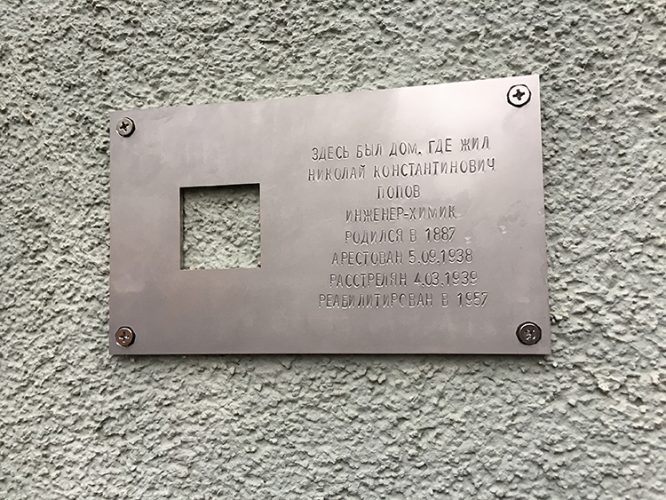 ЗДЕСЬ БЫЛ ДОМ, ГДЕ ЖИЛ
НИКОЛАЙ КОНСТАНТИНОВИЧ
ПОПОВ
ИНЖЕНЕР-ХИМИК
РОДИЛСЯ В 1887
АРЕСТОВАН 5.09.1938
РАССТРЕЛЯН 4.03.1939
РЕАБИЛИТИРОВАН В 1957